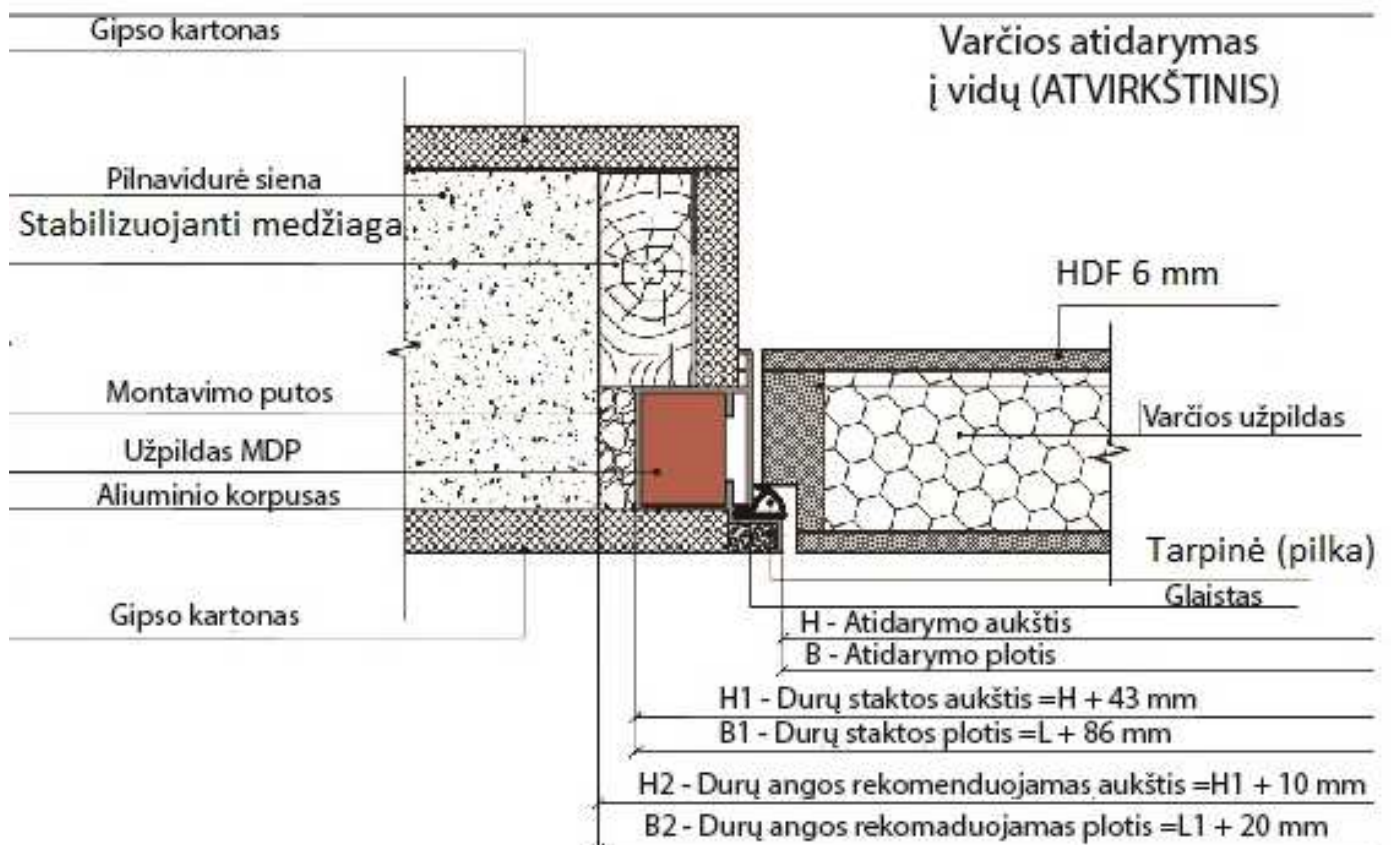 Gipso kartonas
Varčios atidarymas
į vidų (ATVIRKŠTINIS)
Pilnavidurė siena
Stabilizuojanti medžiaga
HDF 6 mm
Montavimo putos
Varčios užpildas
Užpildas MDP
Aliuminio korpusas
Tarpinė (pilka)
Glaistas
Gipso kartonas
H - Atidarymo aukštis
B - Atidarymo plotis
H1 - Durų staktos aukštis =H + 43 mm
B1 - Durų staktos plotis =L + 86 mm
H2 - Durų angos rekomenduojamas aukštis =H1 + 10 mm
B2 - Durų angos rekomaduojamas plotis =L1 + 20 mm